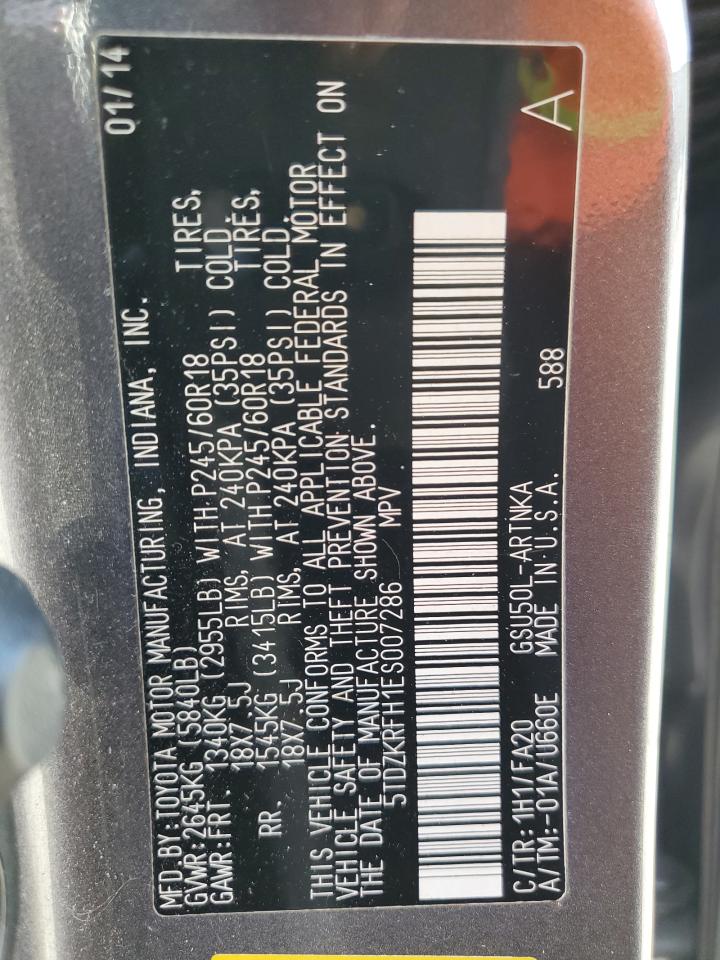 MFD.BY:TOYOTA MOTOR MANUFACTURING, INDIANA, INC. 01/14
GVWR:2645KG (5840LB)
GAWR:FRT. 1340KG (2955LB) WITH P245/60R18 TIRES,
18X7.5J RIMS, AT 240KPA (35PSI) COLD
RR. 1545KG (3415LB) WITH P245/60R18 TIRES,
18X7.5J RIMS, AT 240KPA (35PSI) COLD
THIS VEHICLE CONFORMS TO ALL APPLICABLE FEDERAL MOTOR
VEHICLE SAFETY AND THEFT PREVENTION STANDARDS IN EFFECT ON
THE DATE OF MANUFACTURE SHOWN ABOVE.
5TDZKRFH1ES007286 MPV
C/TR: 1H1/FA20 GSU50L-ARTNKA 588
A/TM:-01A/U660E MADE IN U.S.A.
A